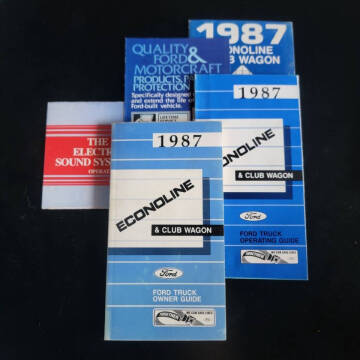 1987
ECONOLINE
CLUB WAGON
QUALITY
FORD &
MOTORCRAFT
PRODUCTS, P
PROTECTION
Specifically designed
and extend the life of
Ford-built vehicle.
THE
ELECTR
SOUND SYS
OPERAT
1987
ECONOLINE
& CLUB WAGON
Ford
FORD TRUCK
OPERATING GUIDE
1987
ECONOLINE
& CLUB WAGON
Ford
FORD TRUCK
OWNER GUIDE